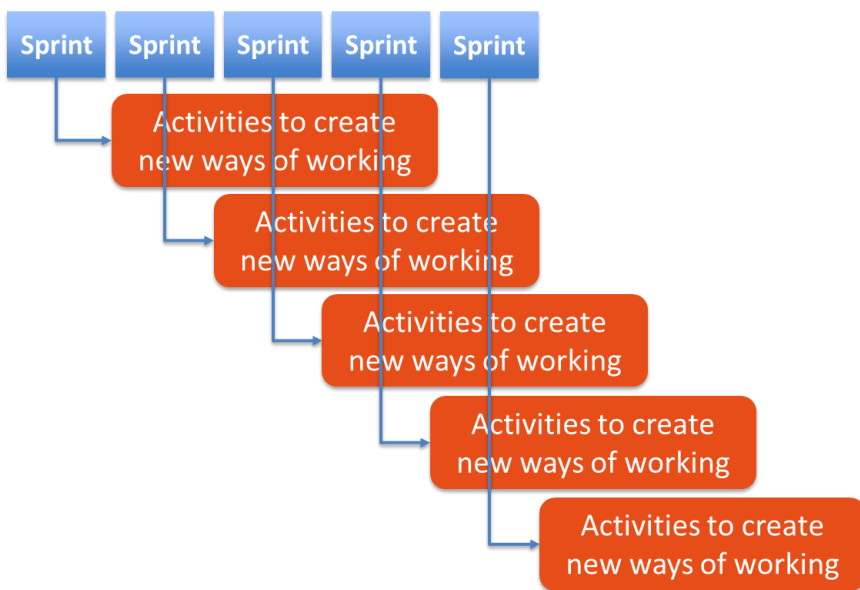 Sprint Sprint Sprint Sprint Sprint
Activities to create
new ways of working
Activities to create
new ways of working
Activities to create
new ways of working
Activities to create
new ways of working
Activities to create
new ways of working